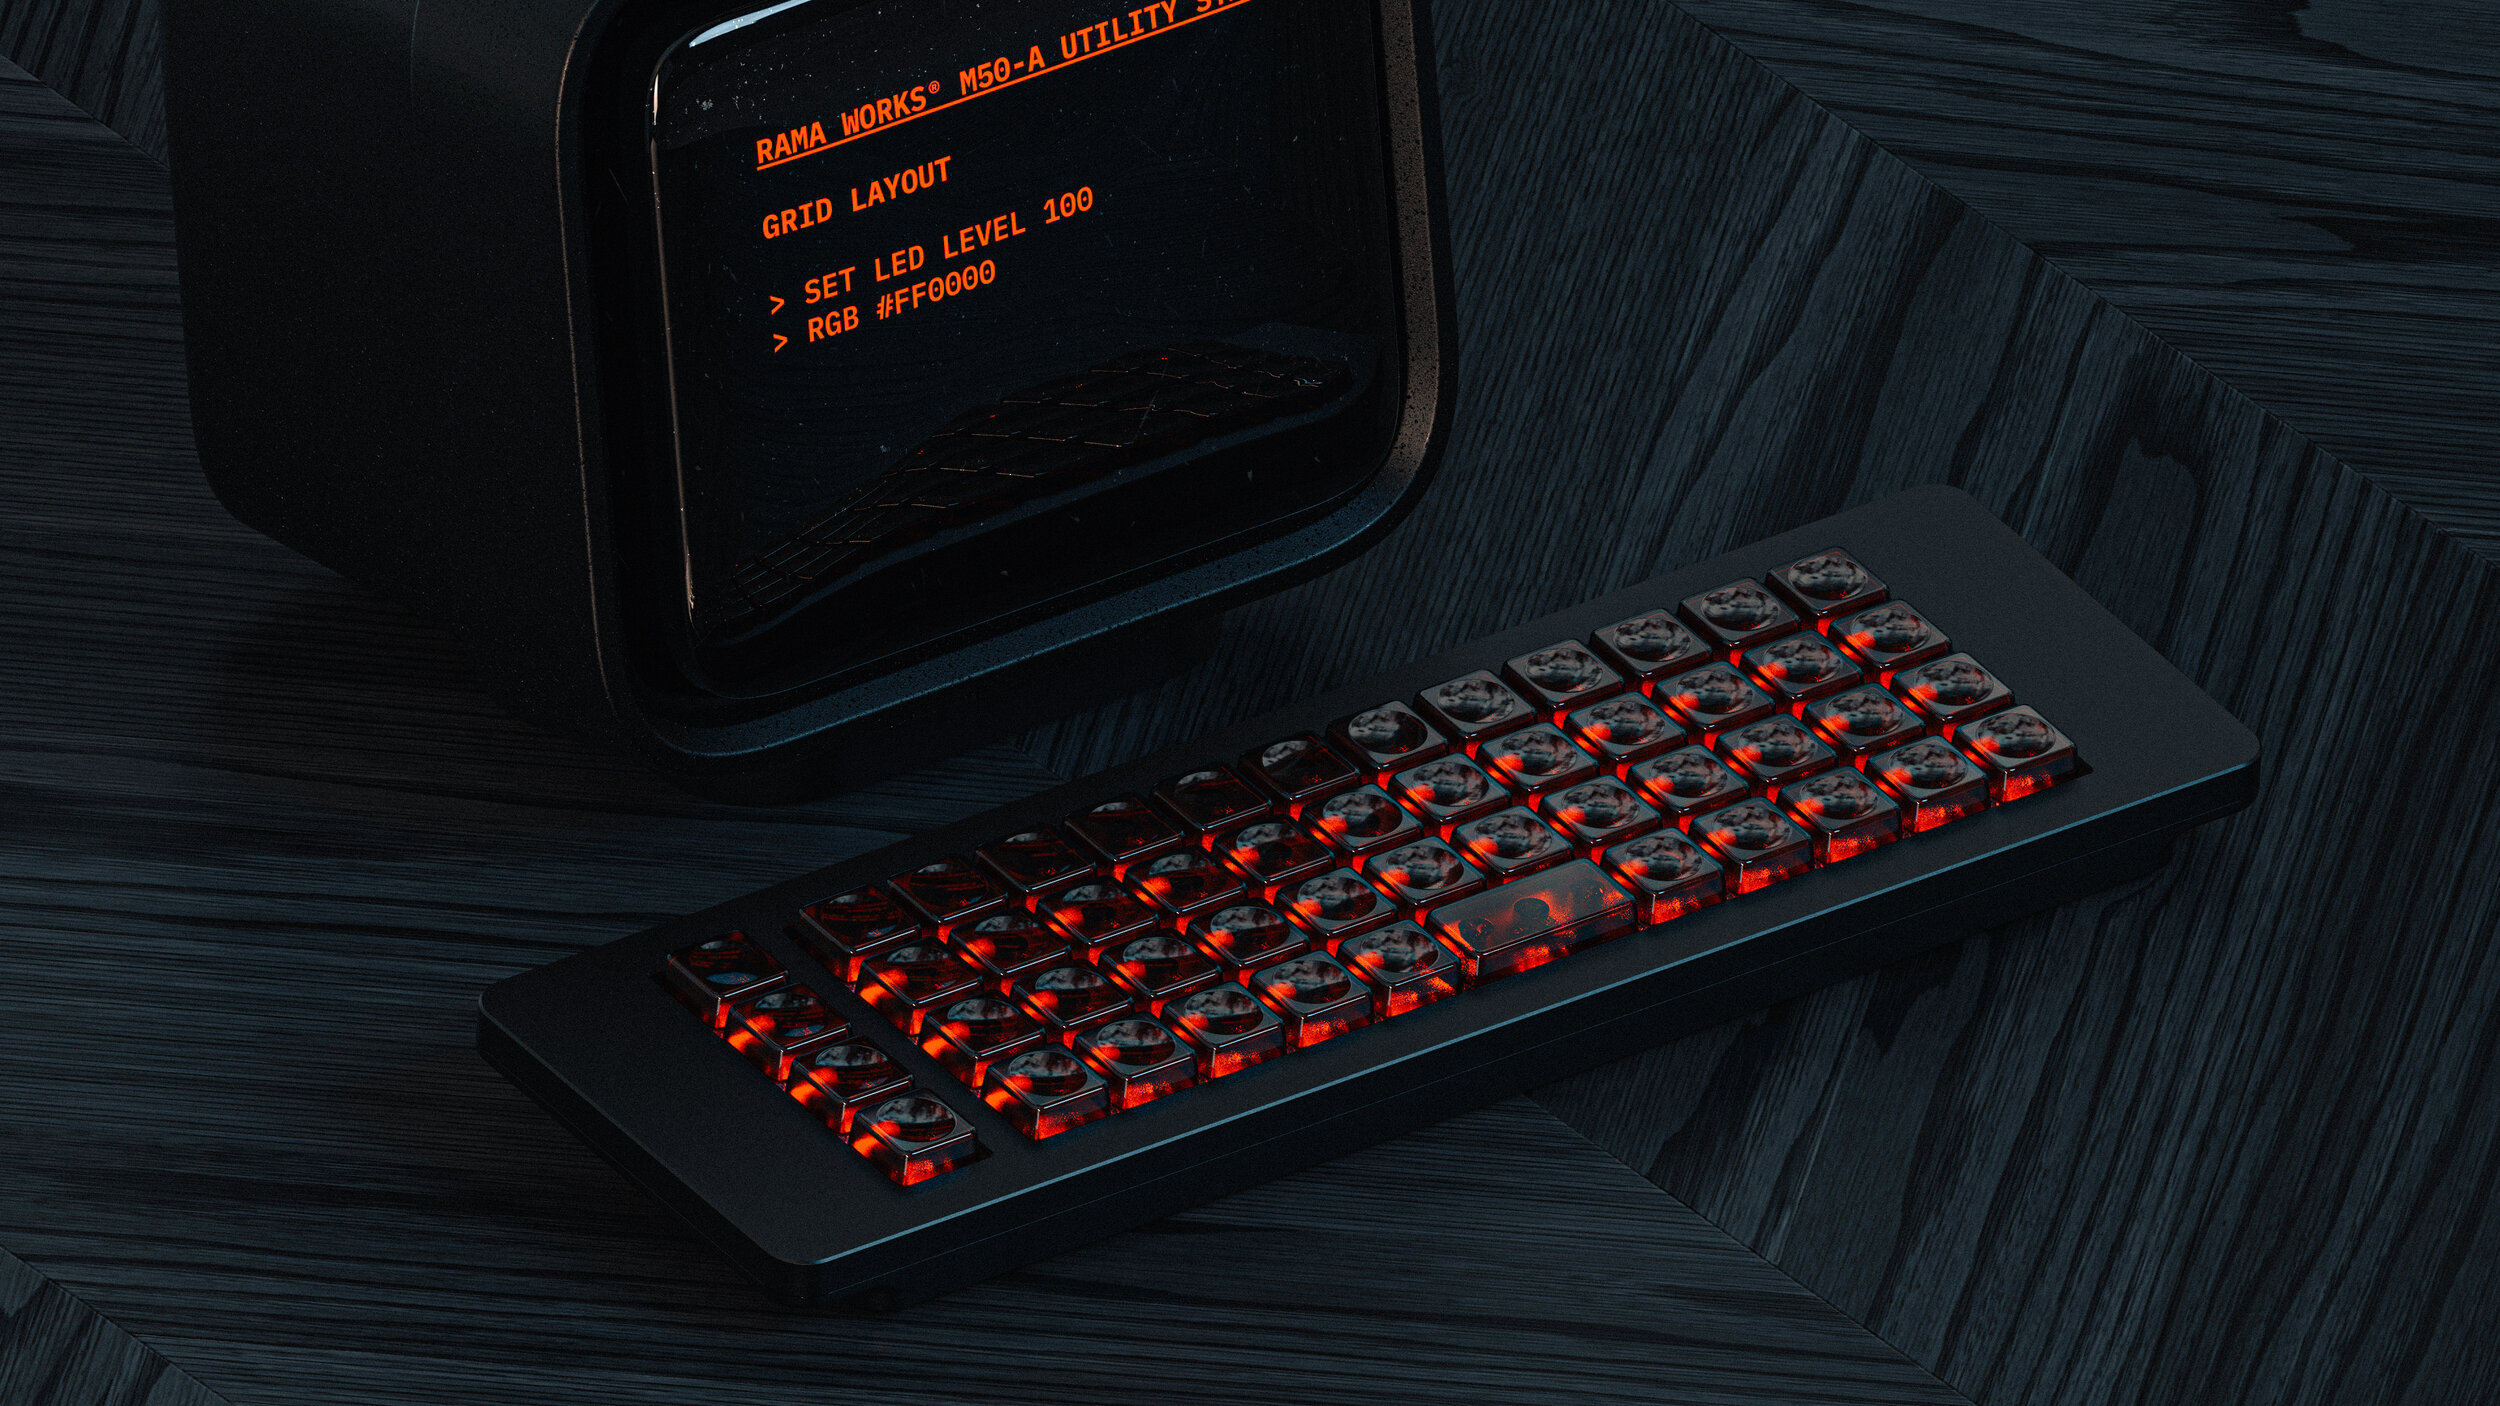 RAMA WORKS® M50-A UTILITY
GRID LAYOUT
> SET LED LEVEL 100
> RGB #FF0000